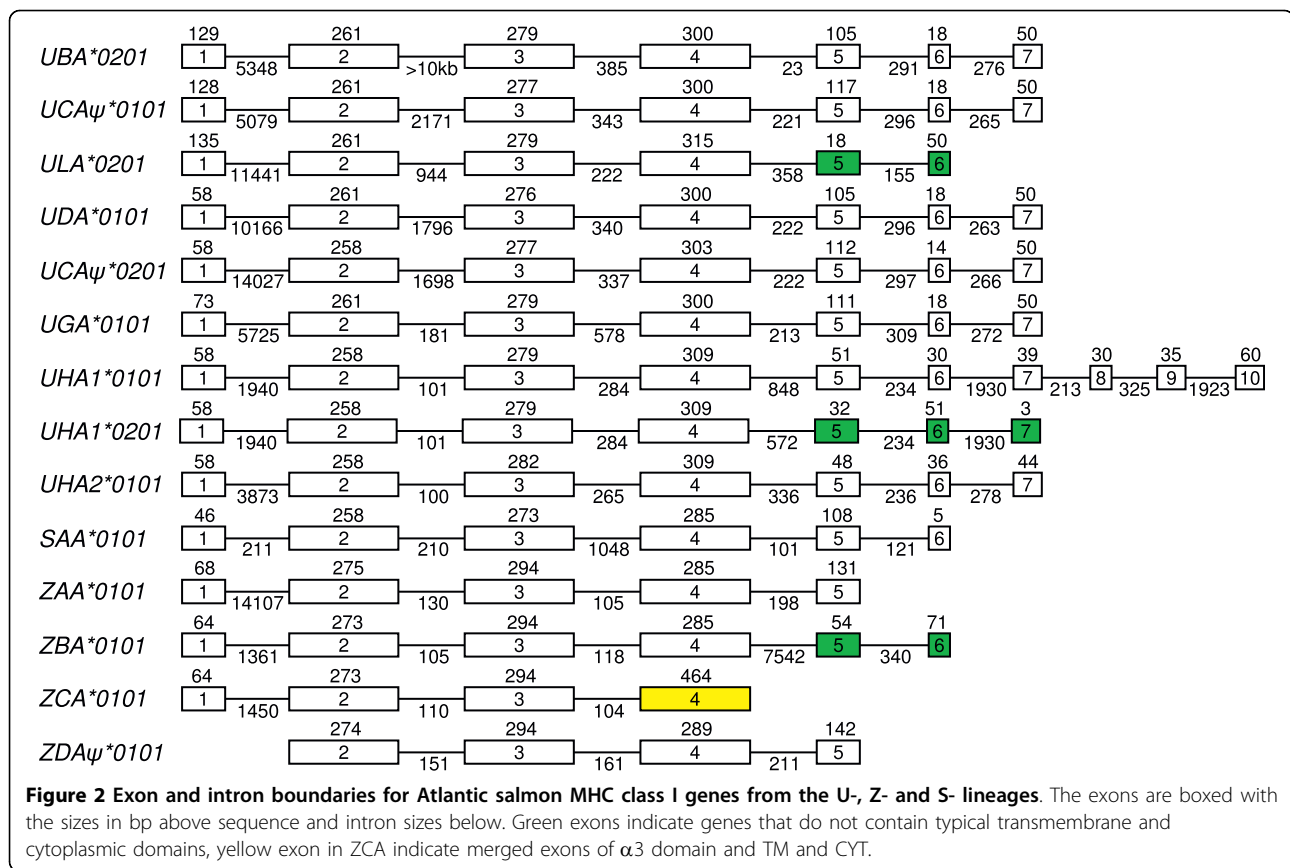 129 261 279 300 105 18 50
UBA*0201 1 2 3 4 5 6 7
5348 >10kb 385 23 291 276
128 261 277 300 117 18 50
UCAψ*0101 1 2 3 4 5 6 7
5079 2171 343 221 296 265
135 261 279 315 18 50
ULA*0201 1 2 3 4 5 6
11441 944 222 358 155
58 261 276 300 105 18 50
UDA*0101 1 2 3 4 5 6 7
10166 1796 340 222 296 263
58 258 277 303 112 14 50
UCAψ*0201 1 2 3 4 5 6 7
14027 1698 337 222 297 266
73 261 279 300 111 18 50
UGA*0101 1 2 3 4 5 6 7
5725 181 578 213 309 272
58 258 279 309 51 30 39 30 35 60
UHA1*0101 1 2 3 4 5 6 7 8 9 10
1940 101 284 848 234 1930 213 325 1923
58 258 279 309 32 51 3
UHA1*0201 1 2 3 4 5 6 7
1940 101 284 572 234 1930
58 258 282 309 48 36 44
UHA2*0101 1 2 3 4 5 6 7
3873 100 265 336 236 278
46 258 273 285 108 5
SAA*0101 1 2 3 4 5 6
211 210 1048 101 121
68 275 294 285 131
ZAA*0101 1 2 3 4 5
14107 130 105 198
64 273 294 285 54 71
ZBA*0101 1 2 3 4 5 6
1361 105 118 7542 340
64 273 294 464
ZCA*0101 1 2 3 4
1450 110 104
274 294 289 142
ZDAψ*0101 2 3 4 5
151 161 211
Figure 2 Exon and intron boundaries for Atlantic salmon MHC class I genes from the U-, Z- and S- lineages. The exons are boxed with
the sizes in bp above sequence and intron sizes below. Green exons indicate genes that do not contain typical transmembrane and
cytoplasmic domains, yellow exon in ZCA indicate merged exons of α3 domain and TM and CYT.